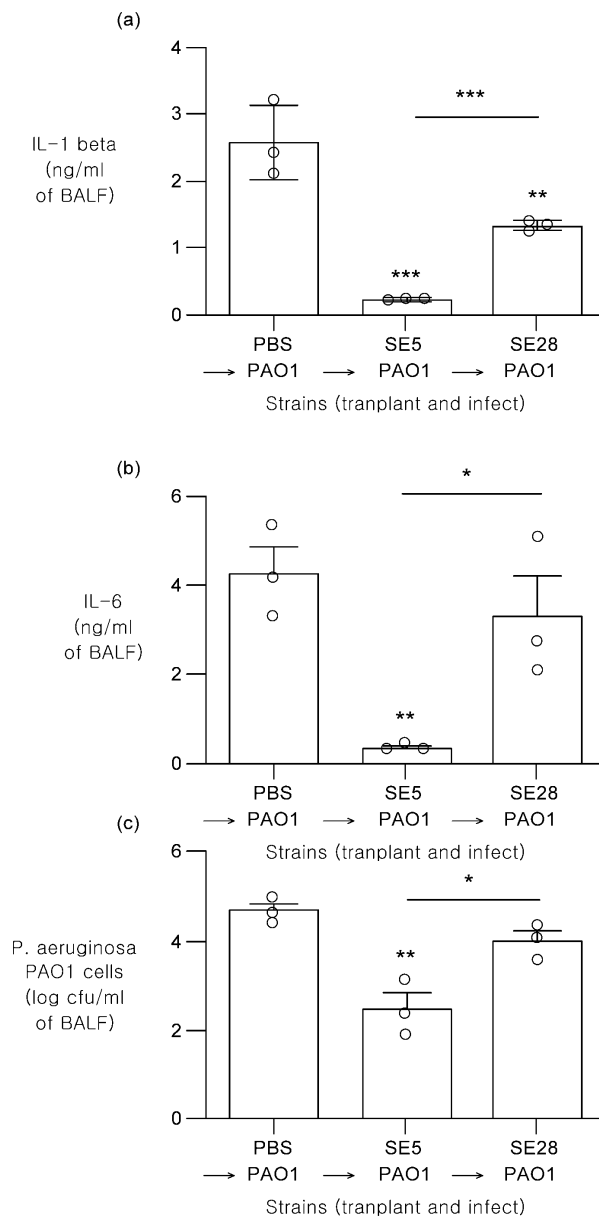 (a)
4
3
2
1
0
IL-1 beta
(ng/ml
of BALF)
***
***
**
PBS SE5 SE28
→ PAO1 → PAO1 → PAO1
Strains (tranplant and infect)
(b)
6
4
2
0
IL-6
(ng/ml
of BALF)
*
**
PBS SE5 SE28
→ PAO1 → PAO1 → PAO1
Strains (tranplant and infect)
(c)
6
4
2
0
P. aeruginosa
PAO1 cells
(log cfu/ml
of BALF)
*
**
PBS SE5 SE28
→ PAO1 → PAO1 → PAO1
Strains (tranplant and infect)